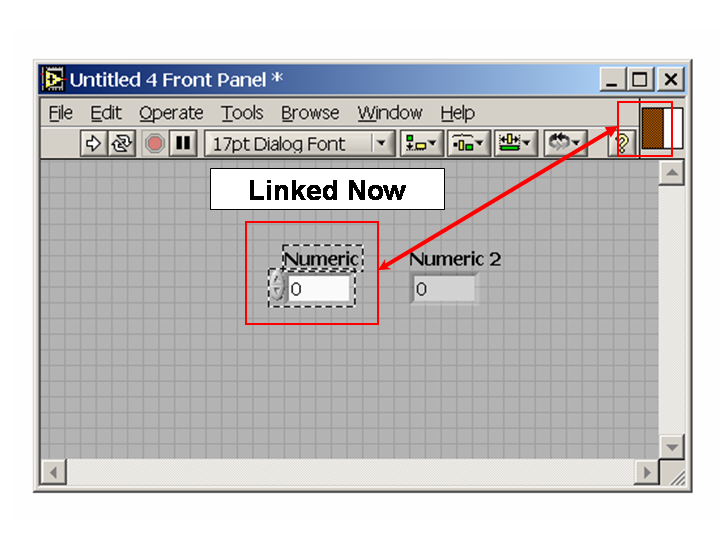 Untitled 4 Front Panel *
File Edit Operate Tools Browse Window Help
17pt Dialog Font
?
Linked Now
Numeric Numeric 2
0 0